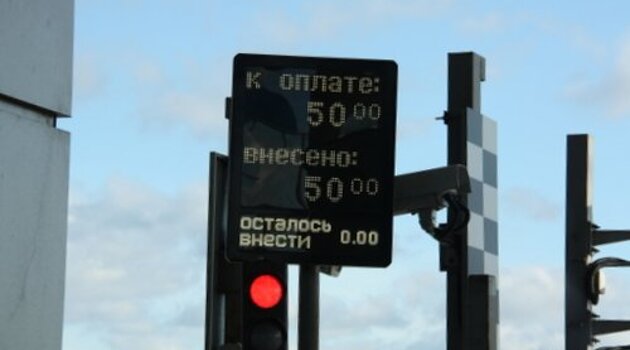 К ОПЛАТЕ:
50 00
ВНЕСЕНО:
50 00
ОСТАЛОСЬ
ВНЕСТИ 0.00